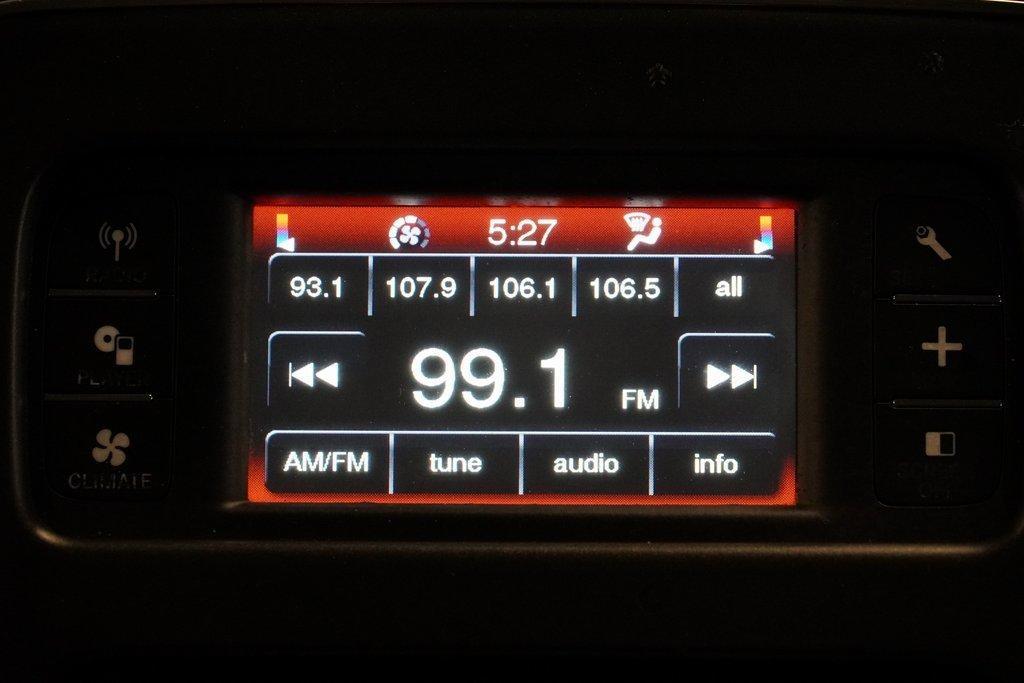 5:27
93.1 107.9 106.1 106.5 all
99.1 FM
AM/FM tune audio info
RADIO
PLAYER
CLIMATE